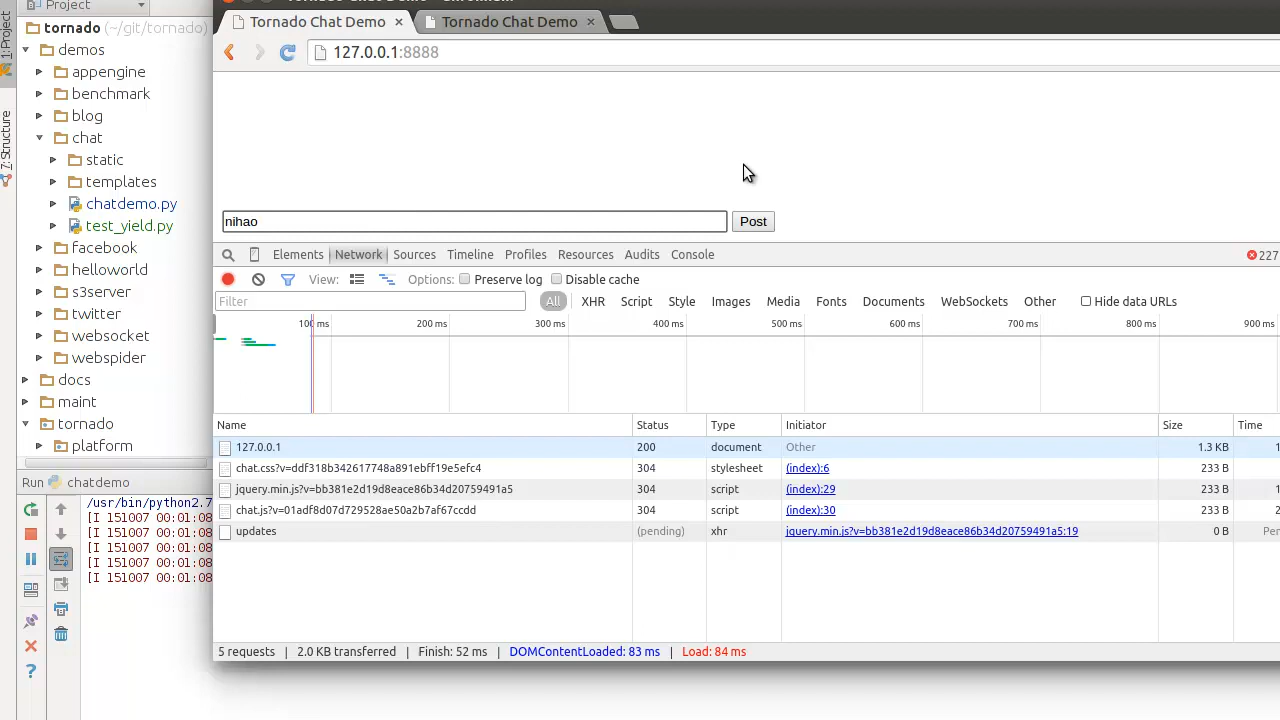 Project
1: Project
7: Structure
tornado (~/git/tornado)
demos
appengine
benchmark
blog
chat
static
templates
chatdemo.py
test_yield.py
facebook
helloworld
s3server
twitter
websocket
webspider
docs
maint
tornado
platform
Run chatdemo
/usr/bin/python2.7
[I 151007 00:01:08
[I 151007 00:01:08
[I 151007 00:01:08
[I 151007 00:01:08
[I 151007 00:01:08
Tornado Chat Demo × Tornado Chat Demo ×
127.0.0.1:8888
nihao Post
Elements Network Sources Timeline Profiles Resources Audits Console 227
View: Options: Preserve log Disable cache
Filter All XHR Script Style Images Media Fonts Documents WebSockets Other Hide data URLs
100 ms 200 ms 300 ms 400 ms 500 ms 600 ms 700 ms 800 ms 900 ms
Name Status Type Initiator Size Time
127.0.0.1 200 document Other 1.3 KB 1
chat.css?v=ddf318b342617748a891ebff19e5efc4 304 stylesheet (index):6 233 B
jquery.min.js?v=bb381e2d19d8eace86b34d20759491a5 304 script (index):29 233 B 1
chat.js?v=01adf8d07d729528ae50a2b7af67ccdd 304 script (index):30 233 B 2
updates (pending) xhr jquery.min.js?v=bb381e2d19d8eace86b34d20759491a5:19 0 B Per
5 requests | 2.0 KB transferred | Finish: 52 ms | DOMContentLoaded: 83 ms | Load: 84 ms